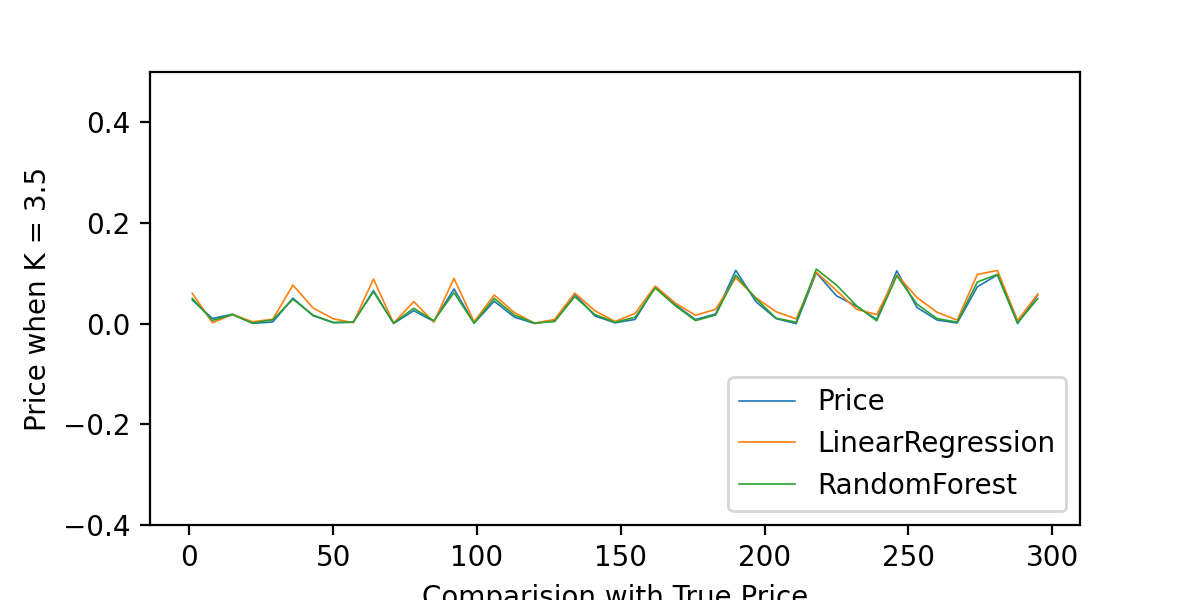 0.4
0.2
0.0
−0.2
−0.4
Price when K = 3.5
Price
LinearRegression
RandomForest
0 50 100 150 200 250 300
Comparision with True Price